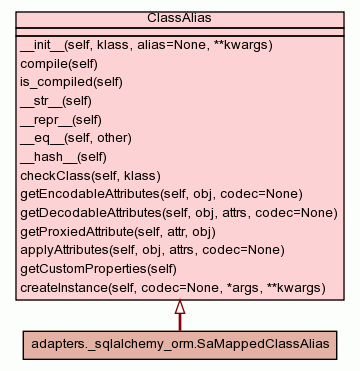 ClassAlias
__init__(self, klass, alias=None, **kwargs)
compile(self)
is_compiled(self)
__str__(self)
__repr__(self)
__eq__(self, other)
__hash__(self)
checkClass(self, klass)
getEncodableAttributes(self, obj, codec=None)
getDecodableAttributes(self, obj, attrs, codec=None)
getProxiedAttribute(self, attr, obj)
applyAttributes(self, obj, attrs, codec=None)
getCustomProperties(self)
createInstance(self, codec=None, *args, **kwargs)
adapters._sqlalchemy_orm.SaMappedClassAlias